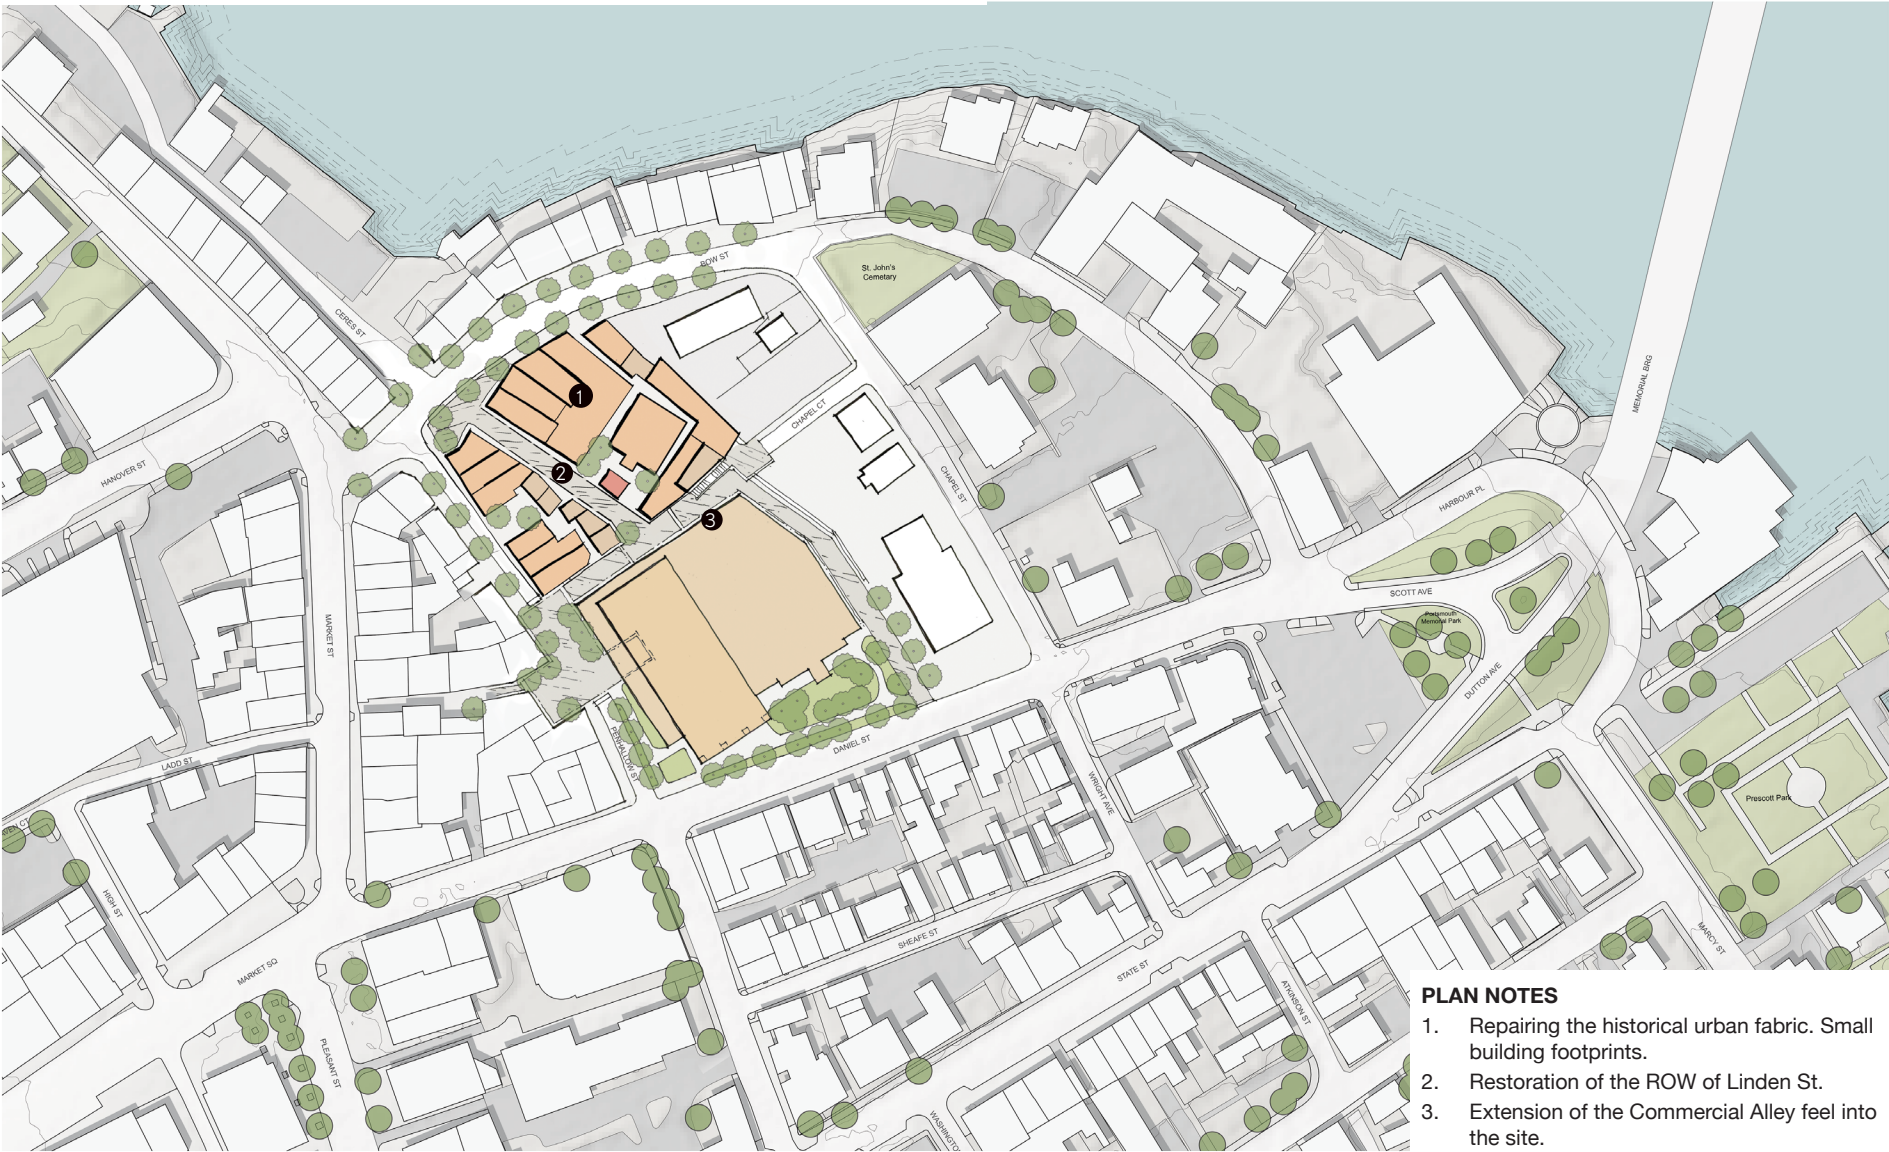 BOW ST
St. John's
Cemetary
CERES ST
MEMORIAL BRG
1
CHAPEL CT
HANOVER ST
2
CHAPEL ST
HARBOUR PL
3
SCOTT AVE
Portsmouth
Memorial Park
MARKET ST
DUTTON AVE
PENHALLOW ST
DANIEL ST
LADD ST
WRIGHT AVE
Prescott Park
HIGH ST
SHEAFE ST
MARCY ST
MARKET SQ
STATE ST
ATKINSON ST
PLEASANT ST
PLAN NOTES
1. Repairing the historical urban fabric. Small
building footprints.
2. Restoration of the ROW of Linden St.
3. Extension of the Commercial Alley feel into
the site.